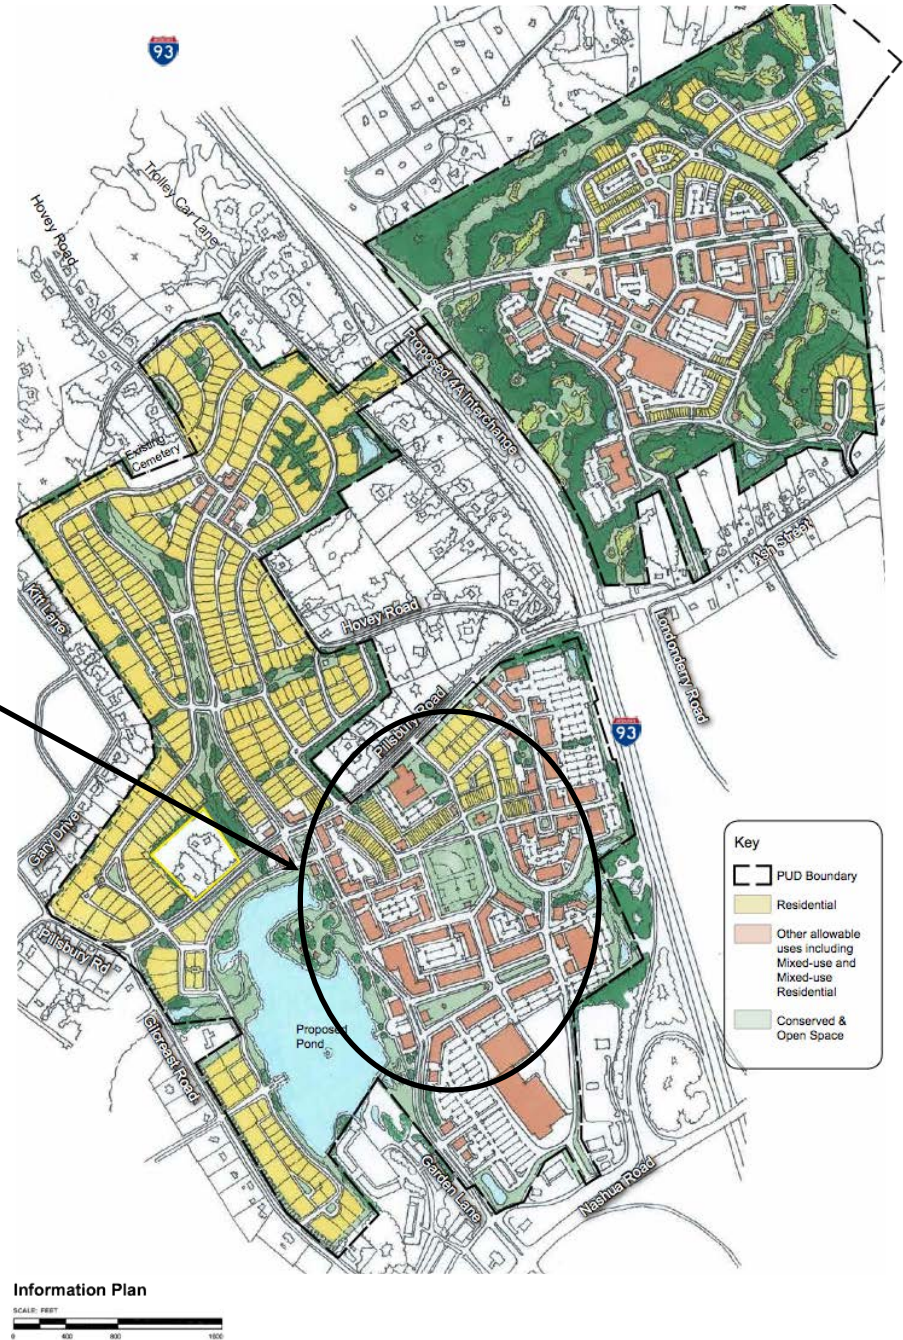 93
Trolley Car Lane
Hovey Road
Proposed 4A Interchange
Existing
Cemetery
Ash Street
Kitt Lane
Hovey Road
Londonderry Road
Pillsbury Road
93
Gary Drive
Key
PUD Boundary
Residential
Other allowable
uses including
Mixed-use and
Mixed-use
Residential
Conserved &
Open Space
Pillsbury Rd
Proposed
Pond
Gilcreast Road
Garden Lane
Nashua Road
Information Plan
SCALE: FEET
0 400 800 1600